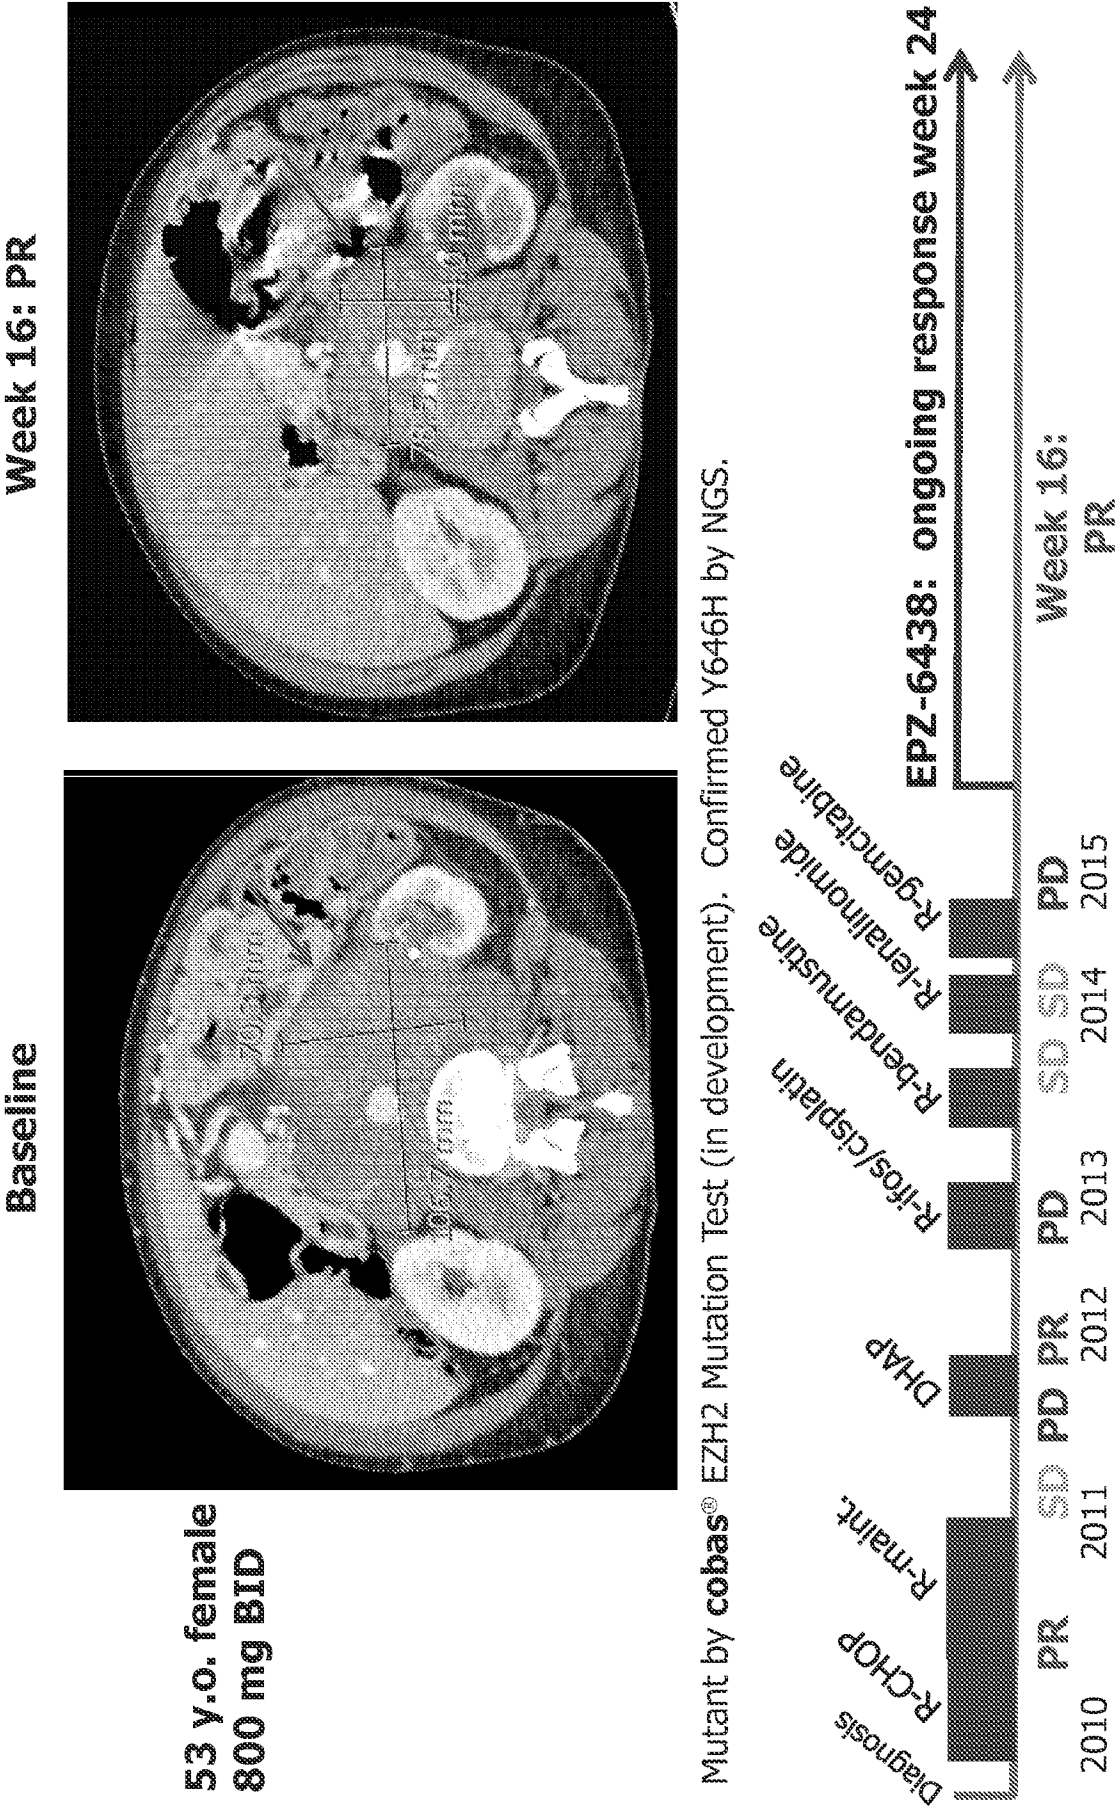 Baseline
Week 16: PR
53 y.o. female
800 mg BID
Mutant by cobas® EZH2 Mutation Test (in development). Confirmed Y646H by NGS.
Diagnosis
R-CHOP
R-maint.
DHAP
R-ifos/cisplatin
R-bendamustine
R-lenalinomide
R-gemcitabine
EPZ-6438: ongoing response week 24
PR
SD
PD
PR
PD
SD
SD
PD
Week 16:
PR
2010
2011
2012
2013
2014
2015